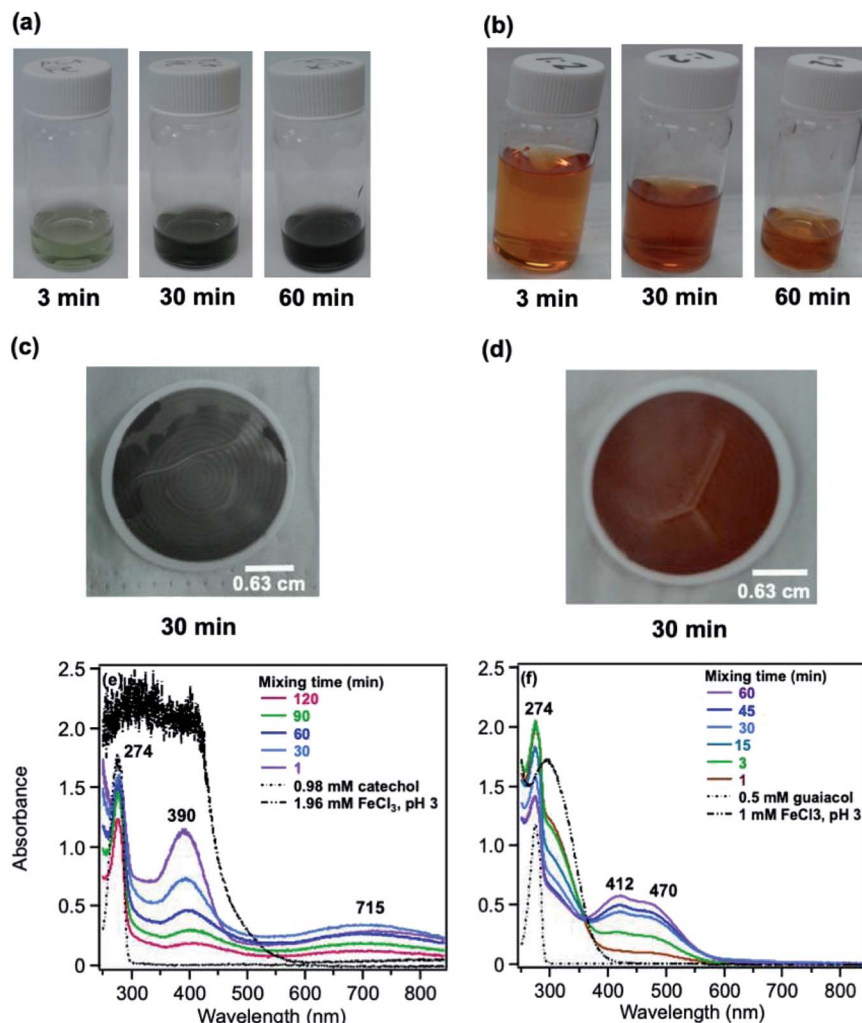 (a)
(b)
3 min
30 min
60 min
3 min
30 min
60 min
(c)
(d)
0.63 cm
0.63 cm
30 min
30 min
(e)
Mixing time (min)
120
90
60
30
1
0.98 mM catechol
1.96 mM FeCl₃, pH 3
274
390
715
2.5
2.0
1.5
1.0
0.5
0
Absorbance
300 400 500 600 700 800
Wavelength (nm)
(f)
Mixing time (min)
60
45
30
15
3
1
0.5 mM guaiacol
1 mM FeCl3, pH 3
274
412
470
2.5
2.0
1.5
1.0
0.5
0
300 400 500 600 700 800
Wavelength (nm)